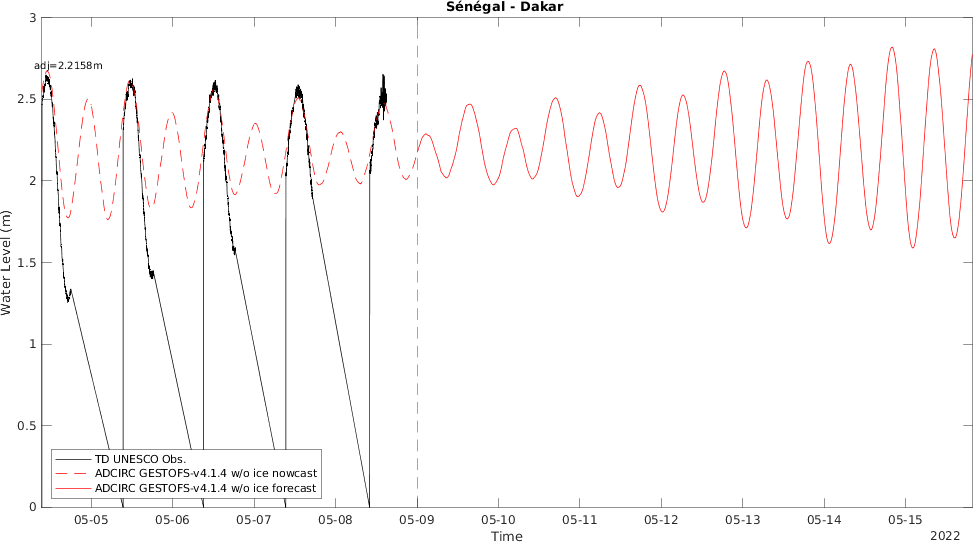 Sénégal - Dakar
3
adj=2.2158m
2.5
2
1.5
1
0.5
0
Water Level (m)
TD UNESCO Obs.
ADCIRC GESTOFS-v4.1.4 w/o ice nowcast
ADCIRC GESTOFS-v4.1.4 w/o ice forecast
05-05 05-06 05-07 05-08 05-09 05-10 05-11 05-12 05-13 05-14 05-15
Time
2022